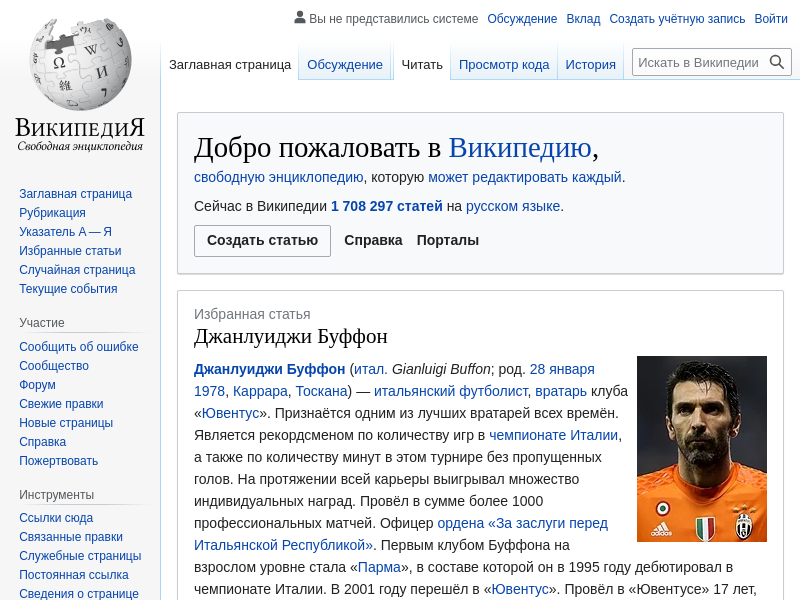 Вы не представились системе Обсуждение Вклад Создать учётную запись Войти
Заглавная страница Обсуждение Читать Просмотр кода История Искать в Википедии
Ω W И 維
ВикипедиЯ
Свободная энциклопедия
Заглавная страница
Рубрикация
Указатель А — Я
Избранные статьи
Случайная страница
Текущие события
Участие
Сообщить об ошибке
Сообщество
Форум
Свежие правки
Новые страницы
Справка
Пожертвовать
Инструменты
Ссылки сюда
Связанные правки
Служебные страницы
Постоянная ссылка
Сведения о странице
Добро пожаловать в Википедию,
свободную энциклопедию, которую может редактировать каждый.
Сейчас в Википедии 1 708 297 статей на русском языке.
Создать статью Справка Порталы
Избранная статья
Джанлуиджи Буффон
Джанлуиджи Буффон (итал. Gianluigi Buffon; род. 28 января
1978, Каррара, Тоскана) — итальянский футболист, вратарь клуба
«Ювентус». Признаётся одним из лучших вратарей всех времён.
Является рекордсменом по количеству игр в чемпионате Италии,
а также по количеству минут в этом турнире без пропущенных
голов. На протяжении всей карьеры выигрывал множество
индивидуальных наград. Провёл в сумме более 1000
профессиональных матчей. Офицер ордена «За заслуги перед
Итальянской Республикой». Первым клубом Буффона на
взрослом уровне стала «Парма», в составе которой он в 1995 году дебютировал в
чемпионате Италии. В 2001 году перешёл в «Ювентус». Провёл в «Ювентусе» 17 лет,
adidas